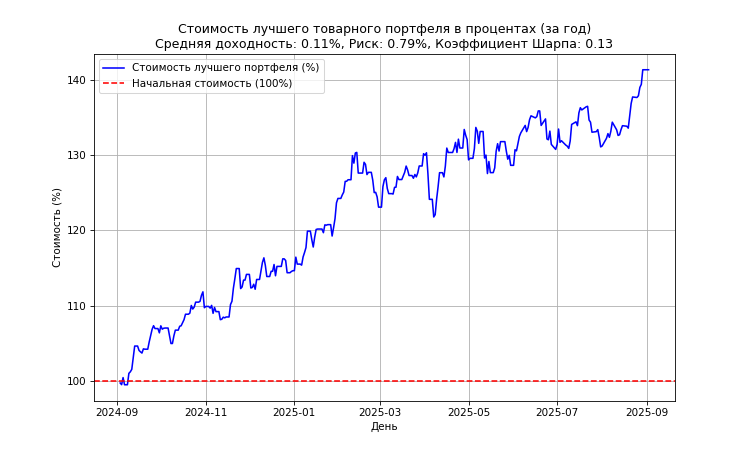 Стоимость лучшего товарного портфеля в процентах (за год)
Средняя доходность: 0.11%, Риск: 0.79%, Коэффициент Шарпа: 0.13
Стоимость лучшего портфеля (%)
Начальная стоимость (100%)
Стоимость (%)
140
130
120
110
100
2024-09
2024-11
2025-01
2025-03
2025-05
2025-07
2025-09
День